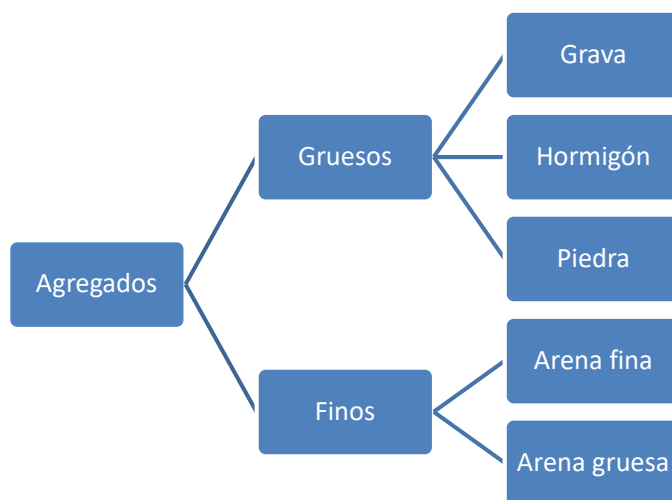 Agregados
Gruesos
Grava
Hormigón
Piedra
Finos
Arena fina
Arena gruesa